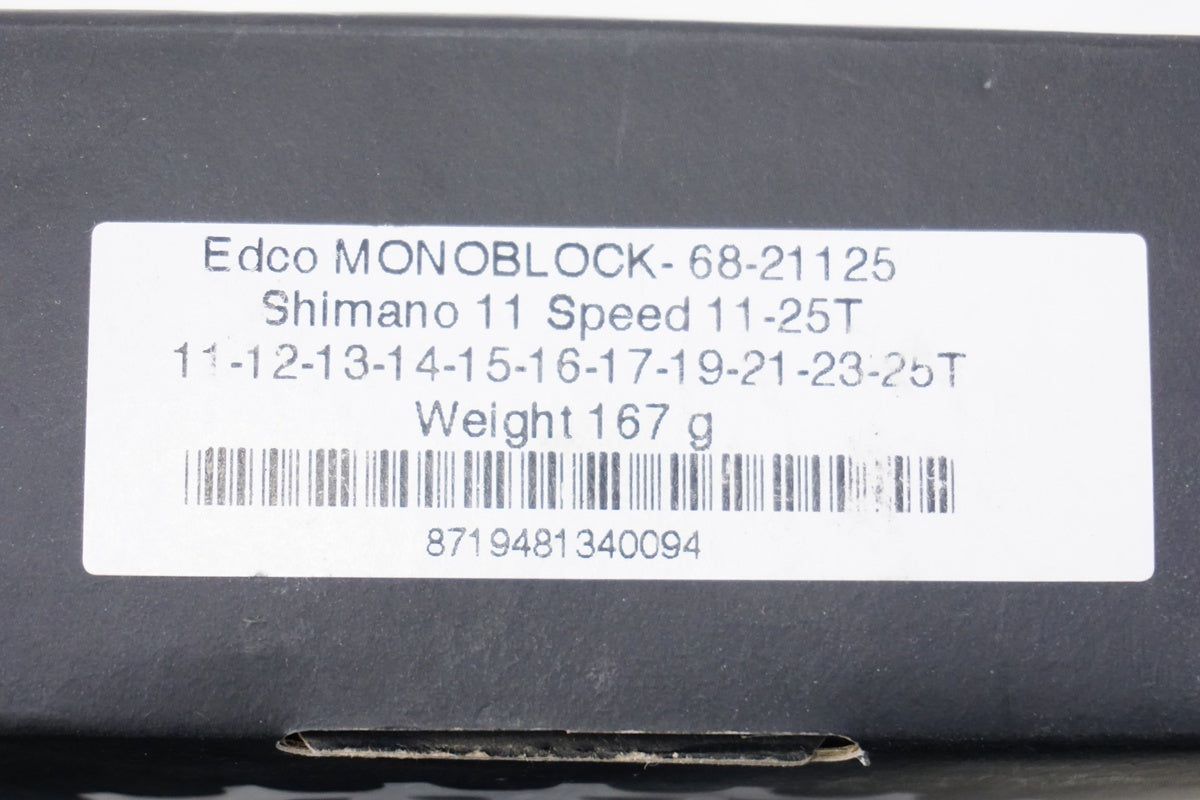 Edco MONOBLOCK- 68-21125
Shimano 11 Speed 11-25T
11-12-13-14-15-16-17-19-21-23-25T
Weight 167 g
8719481340094